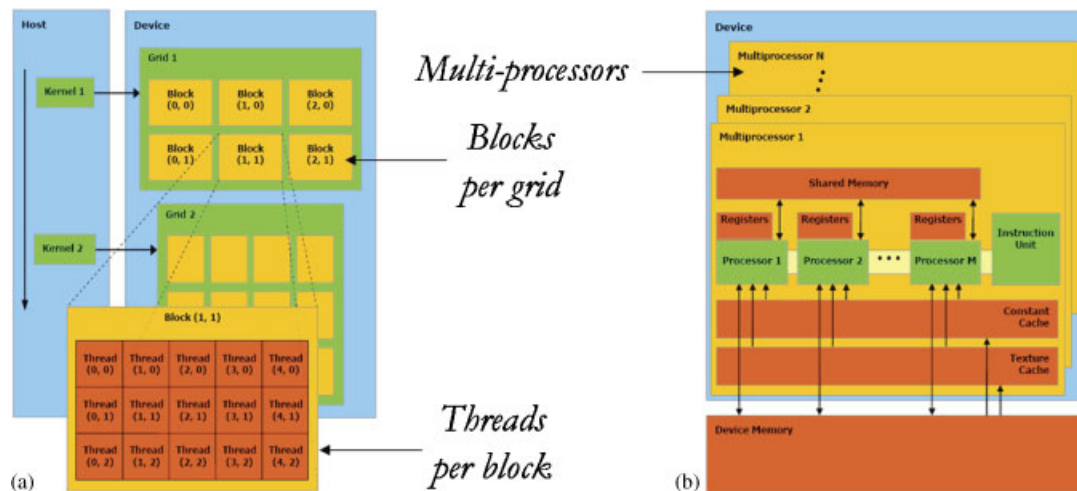 Host
Device
Grid 1
Kernel 1
Block
(0, 0)
Block
(1, 0)
Block
(2, 0)
Block
(0, 1)
Block
(1, 1)
Block
(2, 1)
Grid 2
Kernel 2
Block (1, 1)
Thread
(0, 0)
Thread
(1, 0)
Thread
(2, 0)
Thread
(3, 0)
Thread
(4, 0)
Thread
(0, 1)
Thread
(1, 1)
Thread
(2, 1)
Thread
(3, 1)
Thread
(4, 1)
Thread
(0, 2)
Thread
(1, 2)
Thread
(2, 2)
Thread
(3, 2)
Thread
(4, 2)
(a)
Multi-processors
Blocks
per grid
Threads
per block
Device
Multiprocessor N
Multiprocessor 2
Multiprocessor 1
Shared Memory
Registers
Registers
Registers
Instruction
Unit
Processor 1
Processor 2
Processor M
Constant
Cache
Texture
Cache
Device Memory
(b)